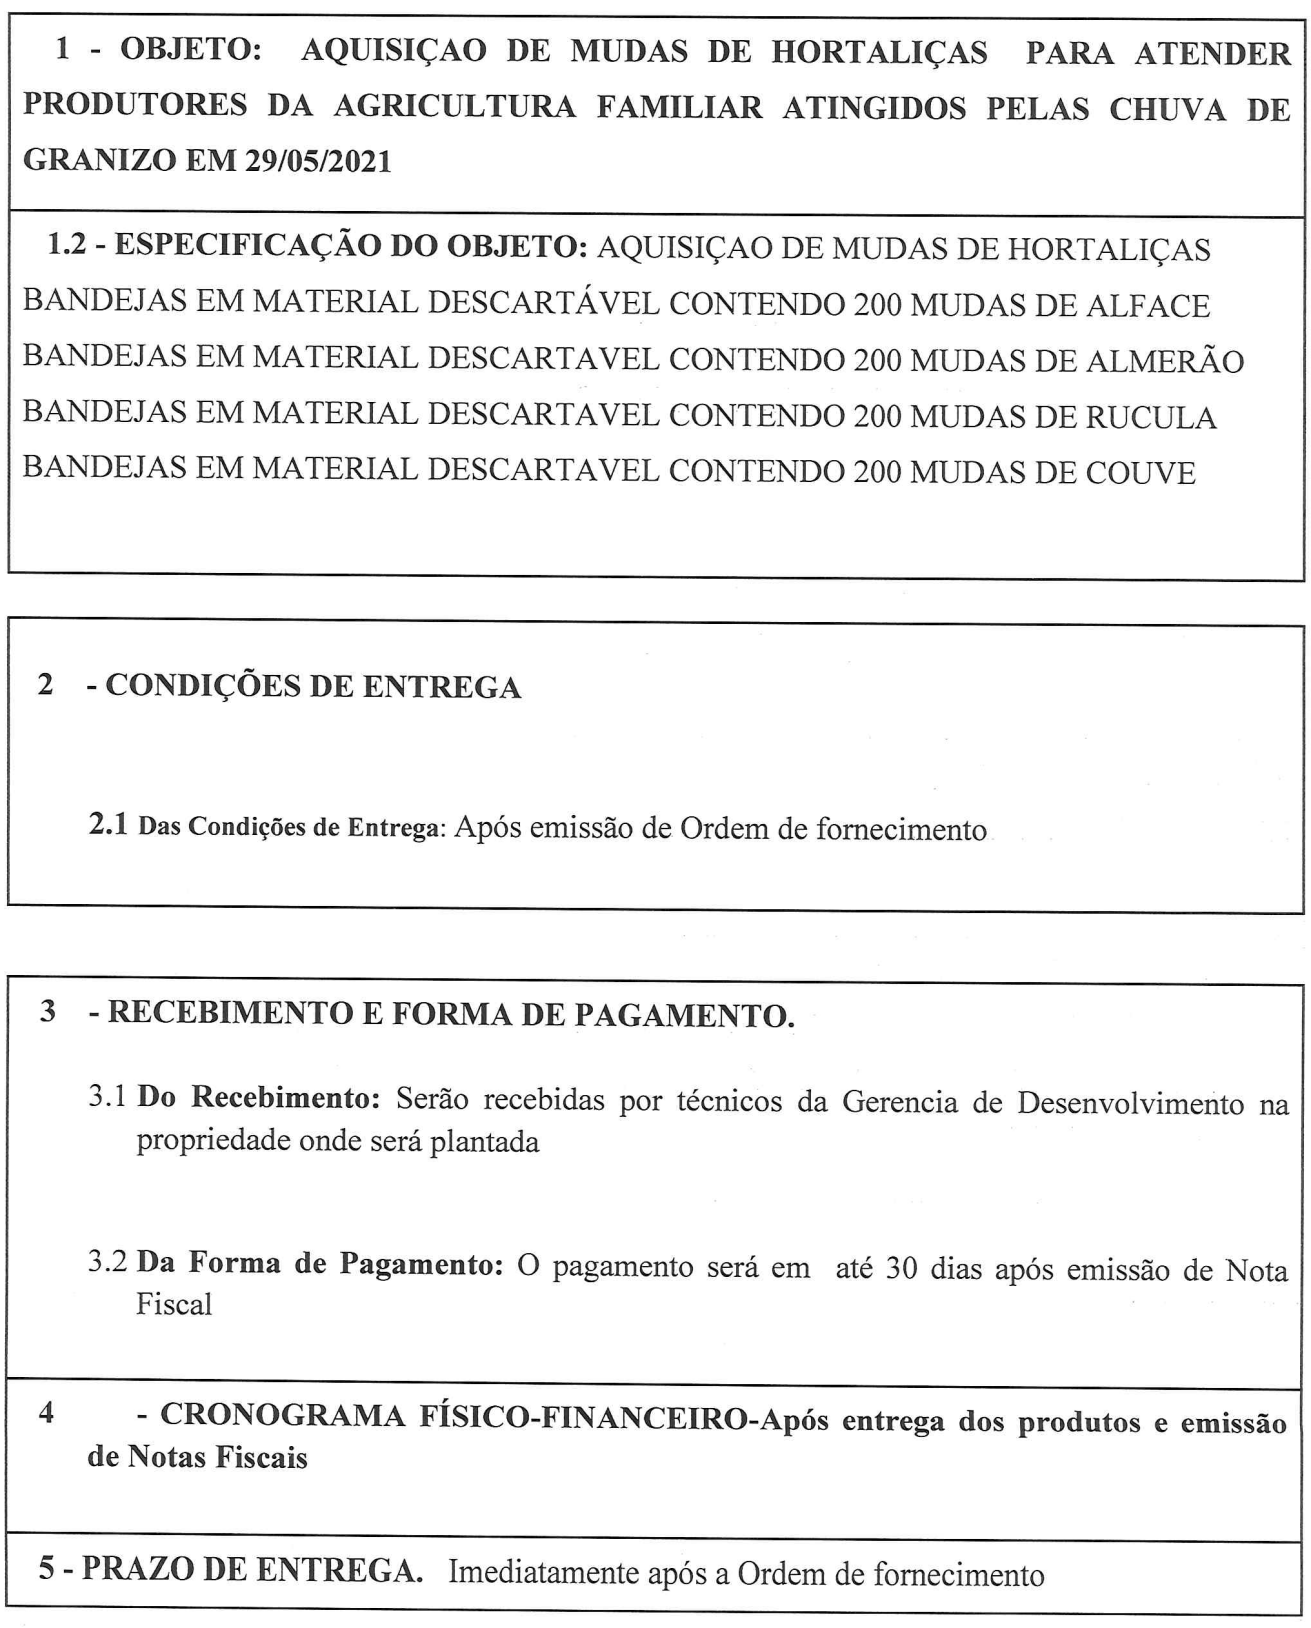 1 - OBJETO: AQUISIÇAO DE MUDAS DE HORTALIÇAS PARA ATENDER
PRODUTORES DA AGRICULTURA FAMILIAR ATINGIDOS PELAS CHUVA DE
GRANIZO EM 29/05/2021
1.2 - ESPECIFICAÇÃO DO OBJETO: AQUISIÇAO DE MUDAS DE HORTALIÇAS
BANDEJAS EM MATERIAL DESCARTÁVEL CONTENDO 200 MUDAS DE ALFACE
BANDEJAS EM MATERIAL DESCARTAVEL CONTENDO 200 MUDAS DE ALMERÃO
BANDEJAS EM MATERIAL DESCARTAVEL CONTENDO 200 MUDAS DE RUCULA
BANDEJAS EM MATERIAL DESCARTAVEL CONTENDO 200 MUDAS DE COUVE
2 - CONDIÇÕES DE ENTREGA
2.1 Das Condições de Entrega: Após emissão de Ordem de fornecimento
3 - RECEBIMENTO E FORMA DE PAGAMENTO.
3.1 Do Recebimento: Serão recebidas por técnicos da Gerencia de Desenvolvimento na
propriedade onde será plantada
3.2 Da Forma de Pagamento: O pagamento será em até 30 dias após emissão de Nota
Fiscal
4 - CRONOGRAMA FÍSICO-FINANCEIRO-Após entrega dos produtos e emissão
de Notas Fiscais
5 - PRAZO DE ENTREGA. Imediatamente após a Ordem de fornecimento